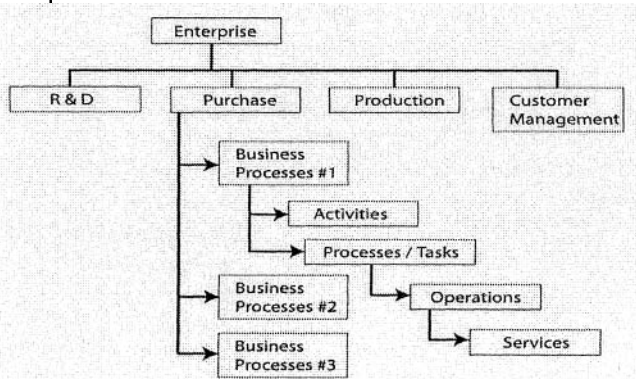 Enterprise
R & D
Purchase
Production
Customer
Management
Business
Processes #1
Activities
Processes / Tasks
Business
Processes #2
Operations
Services
Business
Processes #3